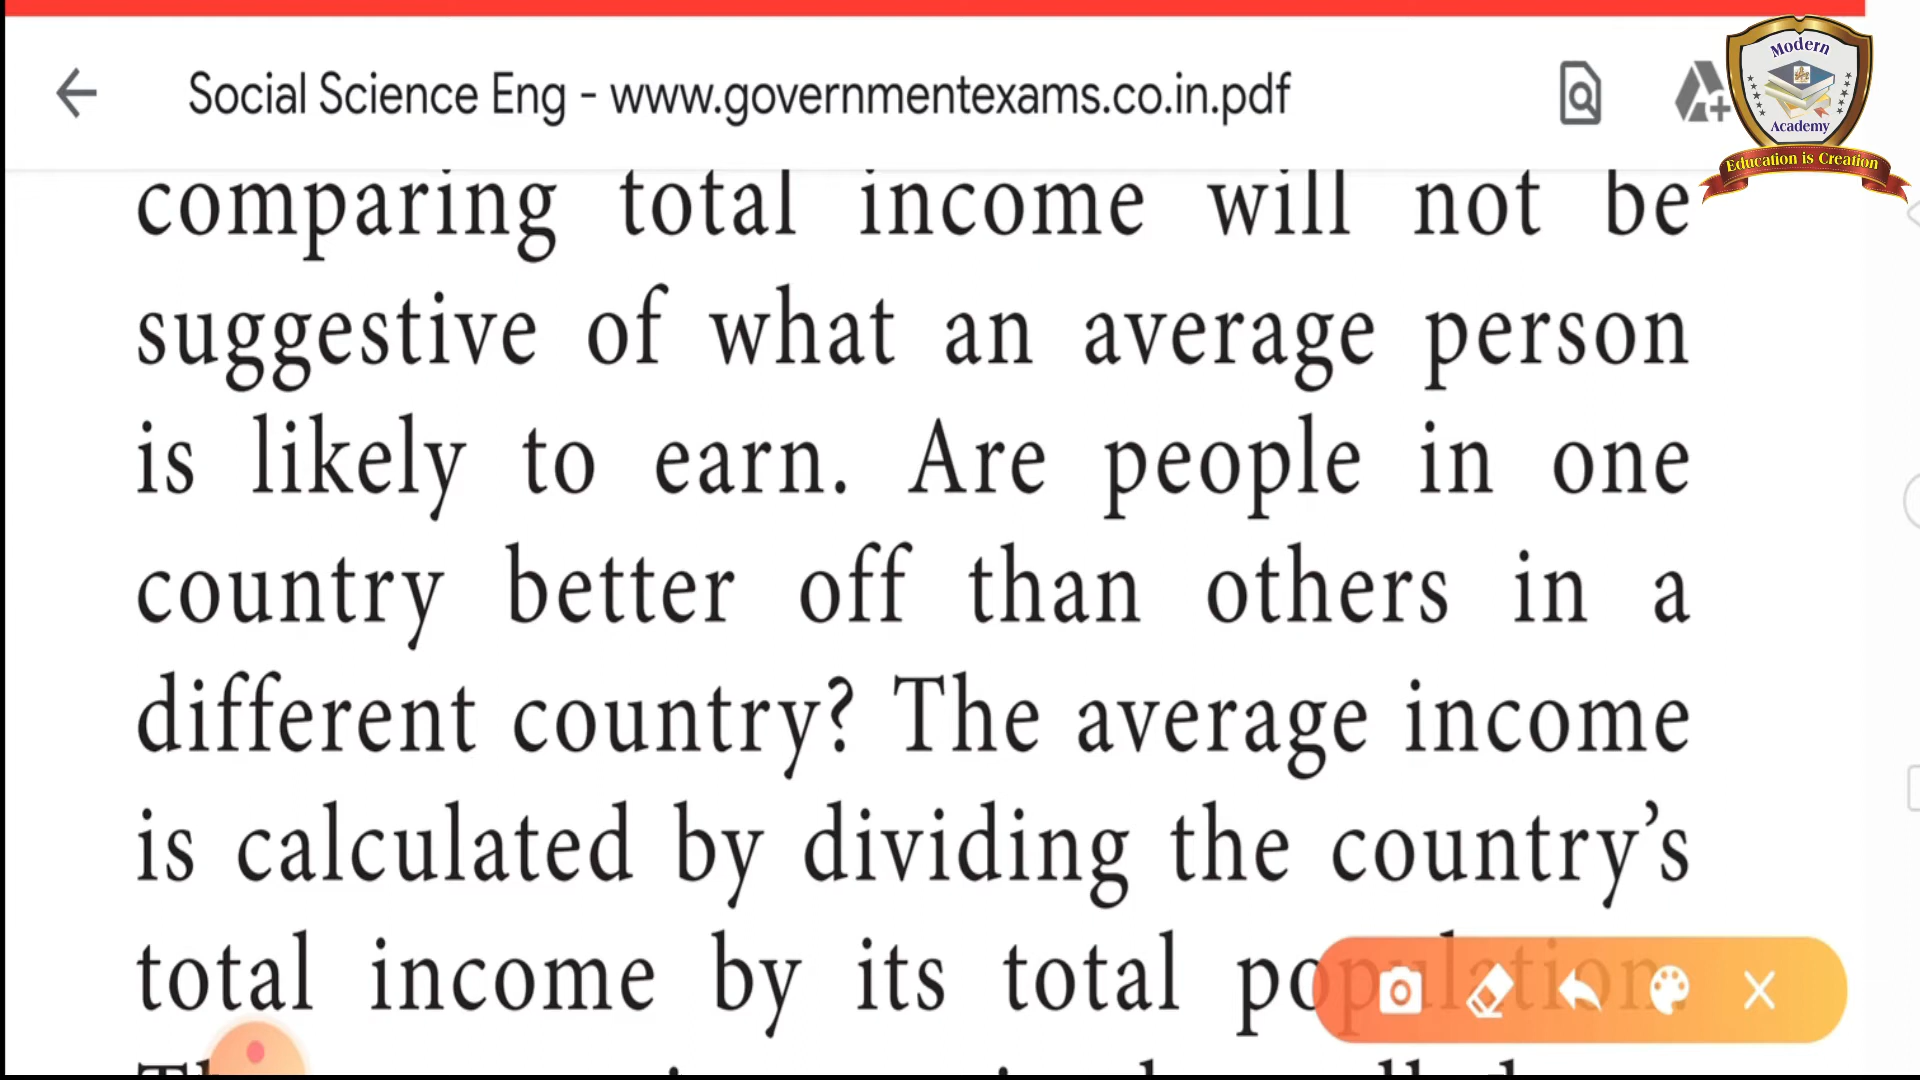 Social Science Eng - www.governmentexams.co.in.pdf
Modern
Academy
Education is Creation
comparing total income will not be
suggestive of what an average person
is likely to earn. Are people in one
country better off than others in a
different country? The average income
is calculated by dividing the country’s
total income by its total population.